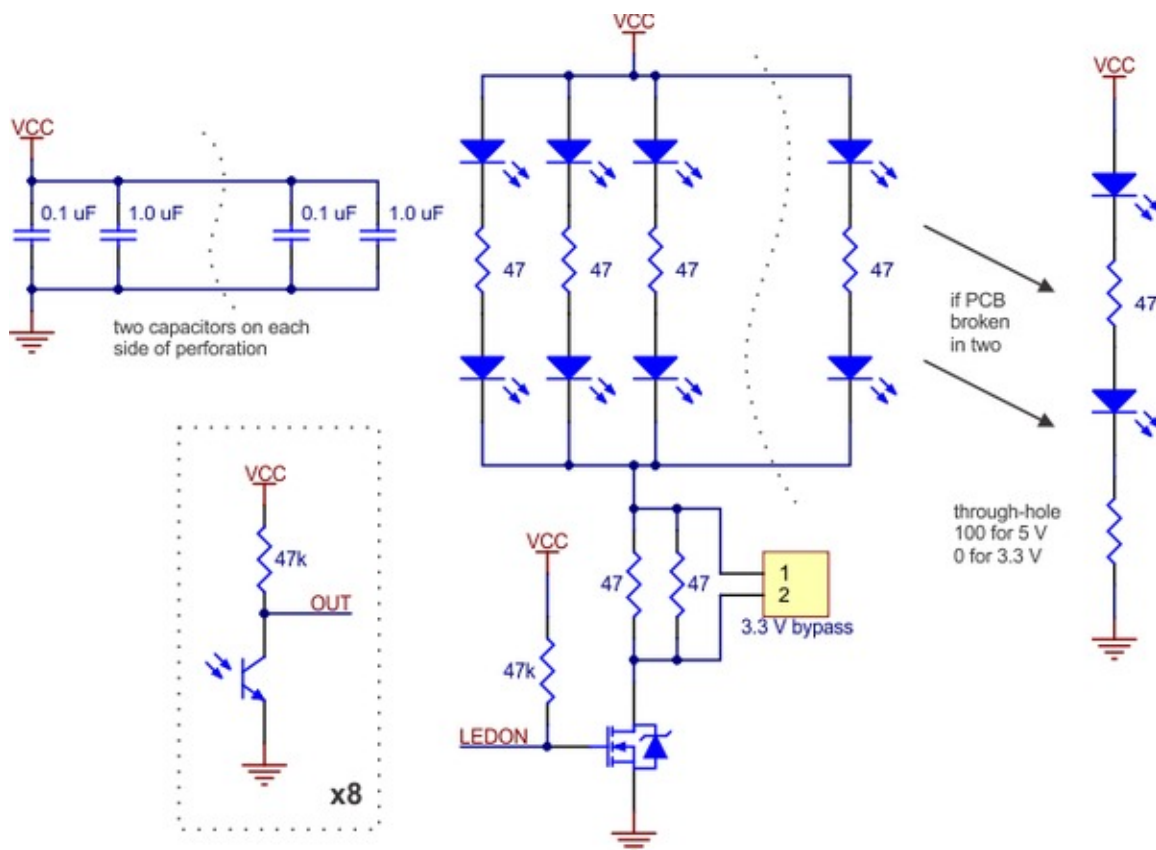 VCC
VCC
VCC
0.1 uF
1.0 uF
0.1 uF
1.0 uF
two capacitors on each
side of perforation
47
47
47
47
if PCB
broken
in two
47
through-hole
100 for 5 V
0 for 3.3 V
VCC
47k
OUT
x8
VCC
47k
LEDON
47
47
1
2
3.3 V bypass